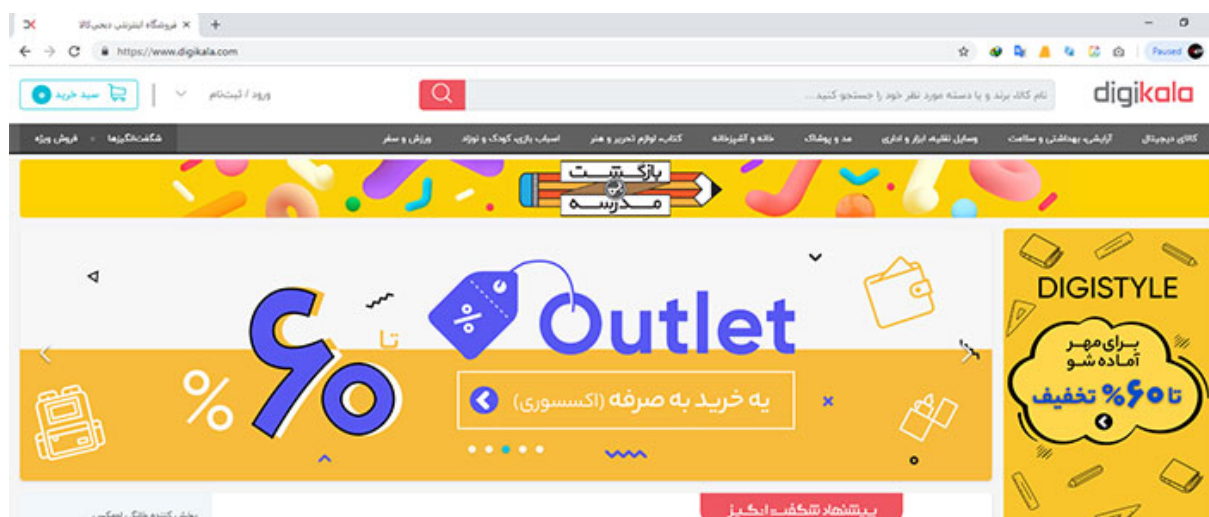 فروشگاه اینترنتی دیجی‌کالا
https://www.digikala.com
Paused
digikala
نام کالا، برند و یا دسته مورد نظر خود را جستجو کنید ...
ورود / ثبت‌نام
سبد خرید
کالای دیجیتال
آرایشی، بهداشتی و سلامت
وسایل نقلیه، ابزار و اداری
مد و پوشاک
خانه و آشپزخانه
کتاب، لوازم تحریر و هنر
اسباب بازی، کودک و نوزاد
ورزش و سفر
شگفت‌انگیزها
فروش ویژه
بازگشت
به
مدرسه
Outlet
تا
۶۰%
یه خرید به صرفه (اکسسوری)
DIGISTYLE
برای مهر
آماده شو
تا ۶۰% تخفیف
پیشنهاد شگفت‌انگیز